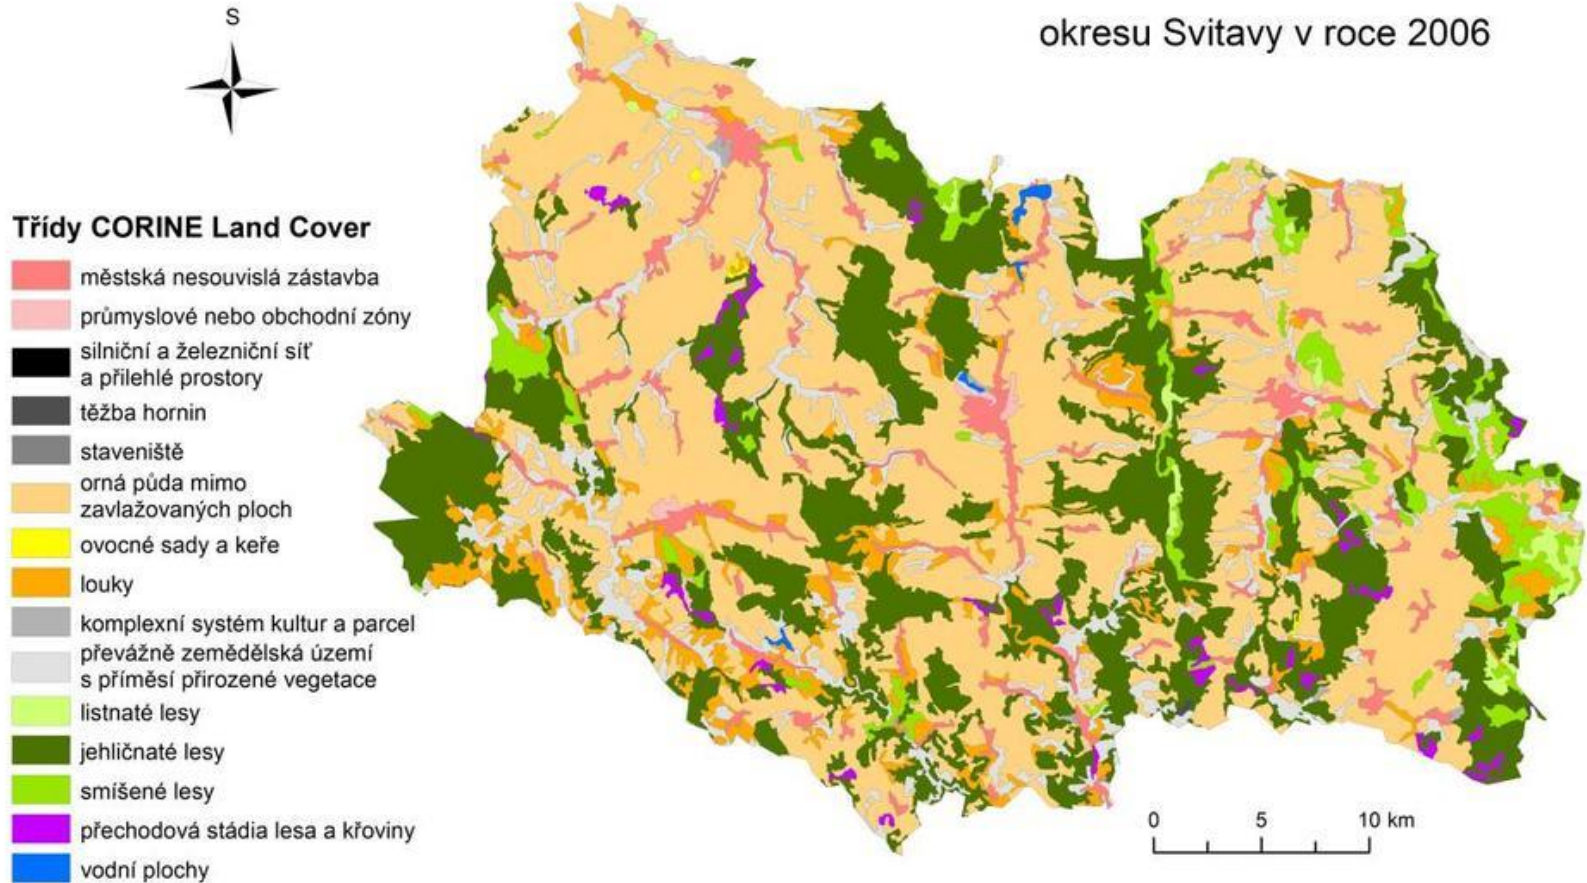 S
okresu Svitavy v roce 2006
Třídy CORINE Land Cover
městská nesouvislá zástavba
průmyslové nebo obchodní zóny
silniční a železniční síť
a přilehlé prostory
těžba hornin
staveniště
orná půda mimo
zavlažovaných ploch
ovocné sady a keře
louky
komplexní systém kultur a parcel
převážně zemědělská území
s příměsí přirozené vegetace
listnaté lesy
jehličnaté lesy
smíšené lesy
přechodová stádia lesa a křoviny
vodní plochy
0 5 10 km